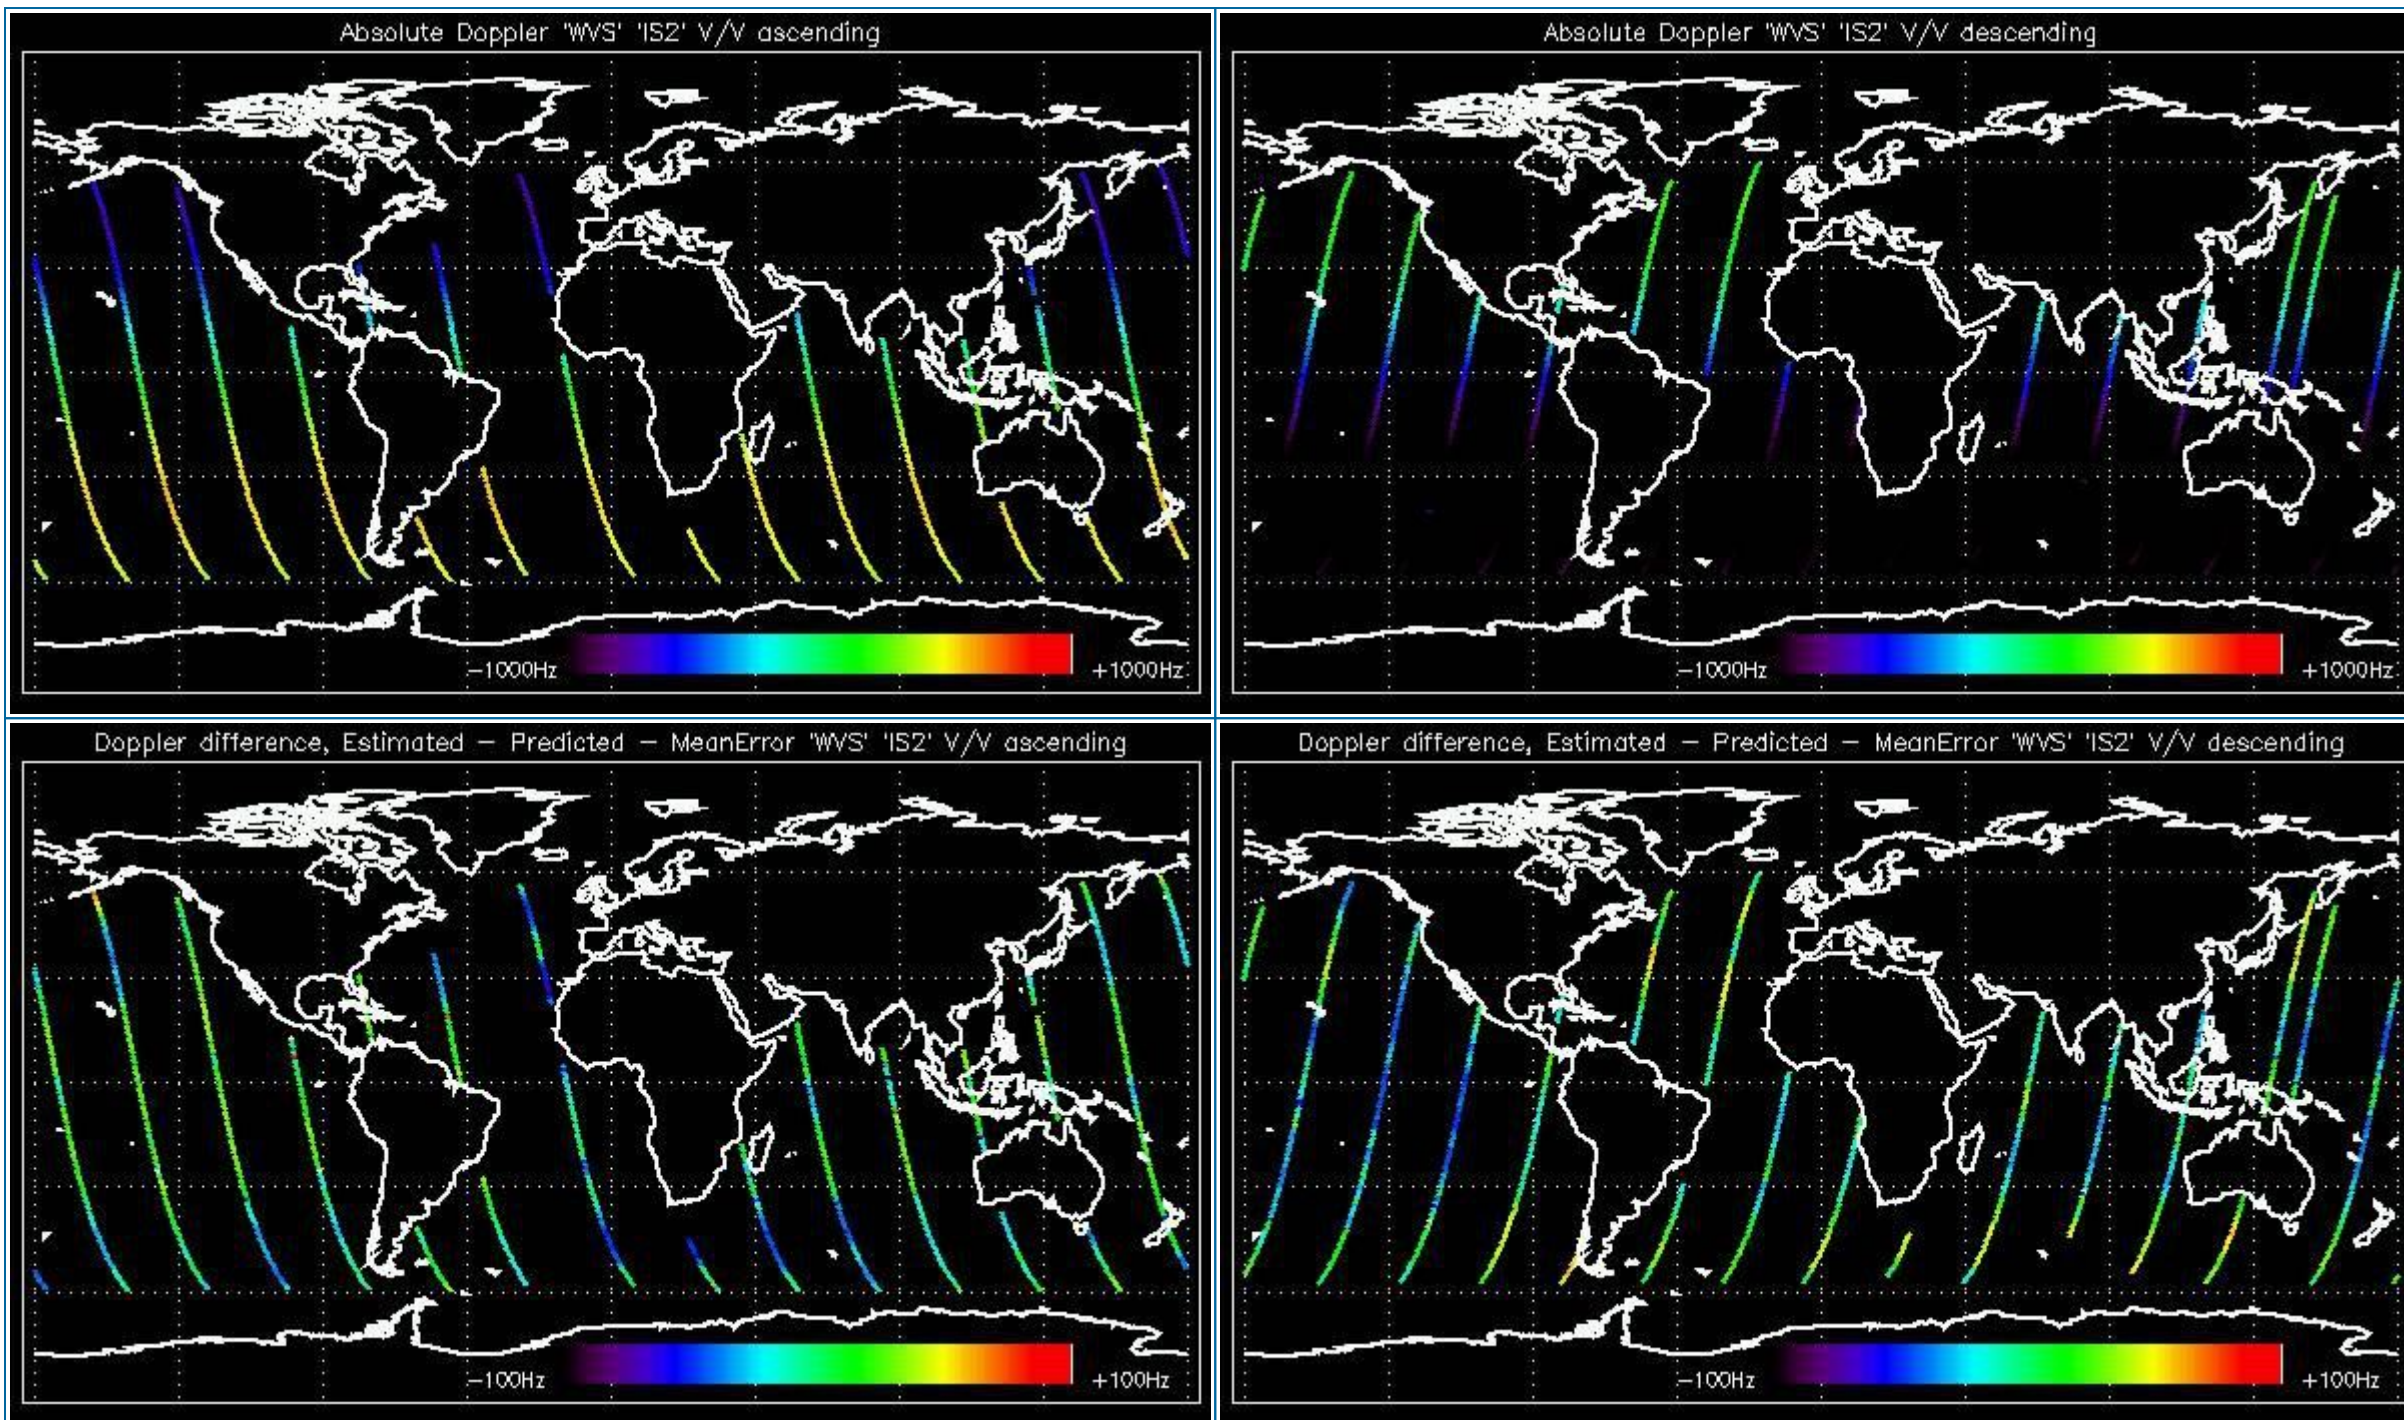 Absolute Doppler 'WVS' 'IS2' V/V ascending
-1000Hz
+1000Hz
Absolute Doppler 'WVS' 'IS2' V/V descending
-1000Hz
+1000Hz
Doppler difference, Estimated - Predicted - MeanError 'WVS' 'IS2' V/V ascending
-100Hz
+100Hz
Doppler difference, Estimated - Predicted - MeanError 'WVS' 'IS2' V/V descending
-100Hz
+100Hz